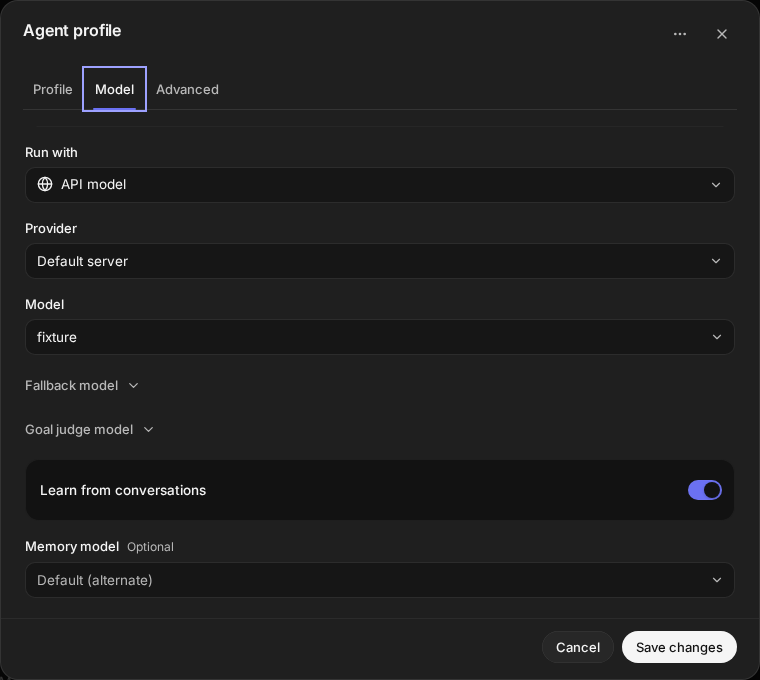 Agent profile
Profile
Model
Advanced
Run with
API model
Provider
Default server
Model
fixture
Fallback model
Goal judge model
Learn from conversations
Memory model Optional
Default (alternate)
Cancel
Save changes